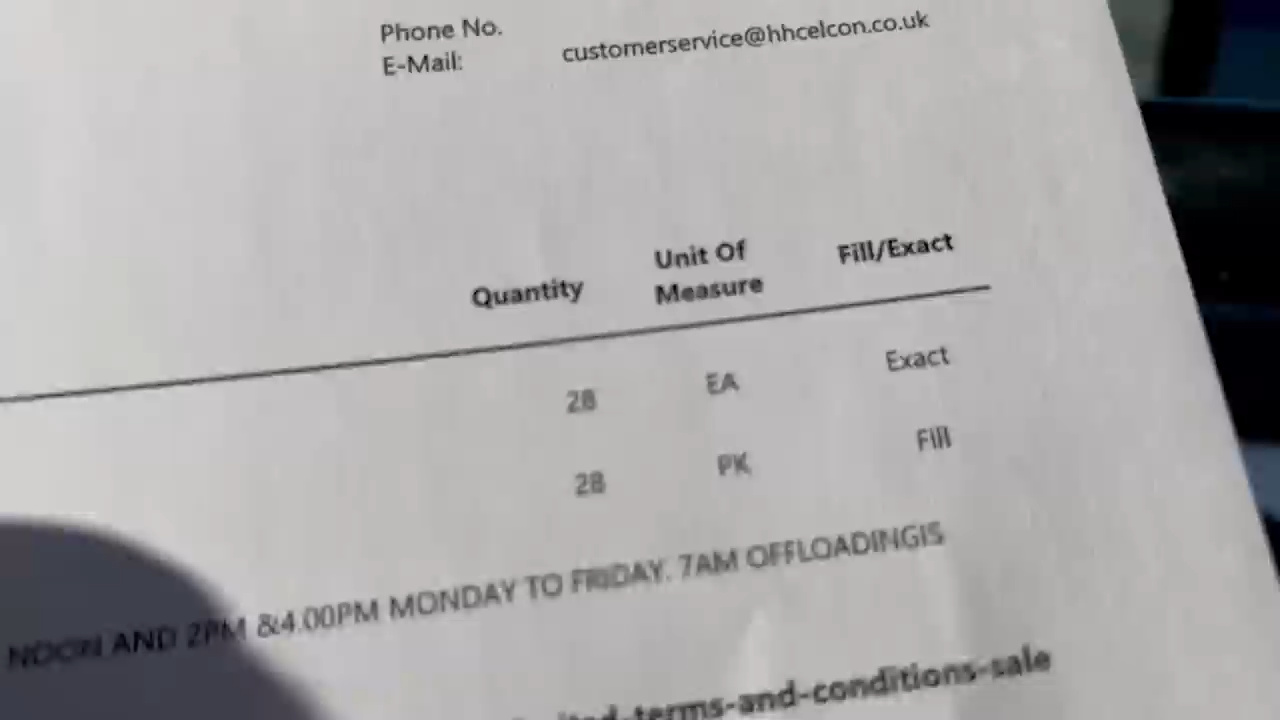 Phone No.
E-Mail: customerservice@hhcelcon.co.uk
Quantity Unit Of Measure Fill/Exact
28 EA Exact
28 PK Fill
NOON AND 2PM &4.00PM MONDAY TO FRIDAY. 7AM OFFLOADINGIS
-terms-and-conditions-sale